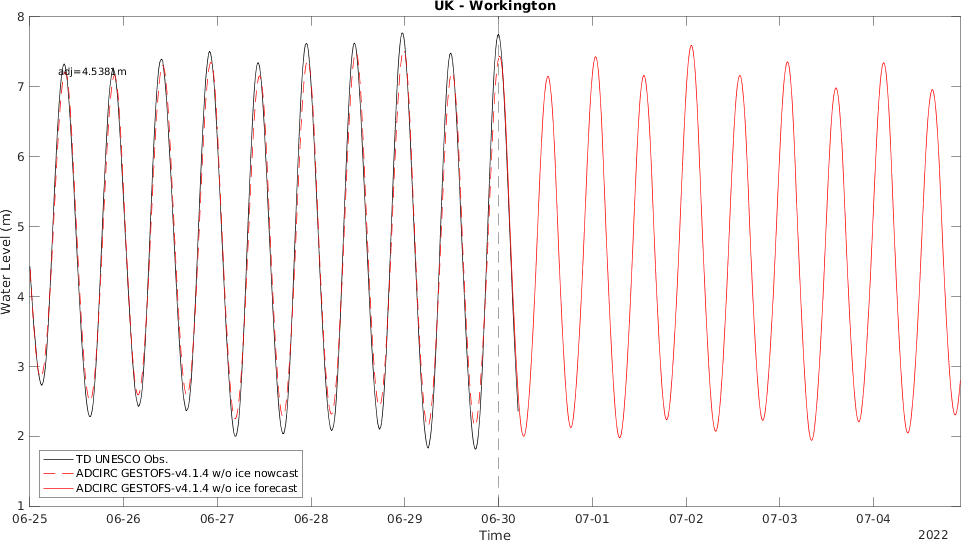 UK - Workington
8
7
6
5
4
3
2
1
Water Level (m)
adj=4.5381m
TD UNESCO Obs.
ADCIRC GESTOFS-v4.1.4 w/o ice nowcast
ADCIRC GESTOFS-v4.1.4 w/o ice forecast
06-25 06-26 06-27 06-28 06-29 06-30 07-01 07-02 07-03 07-04
Time
2022